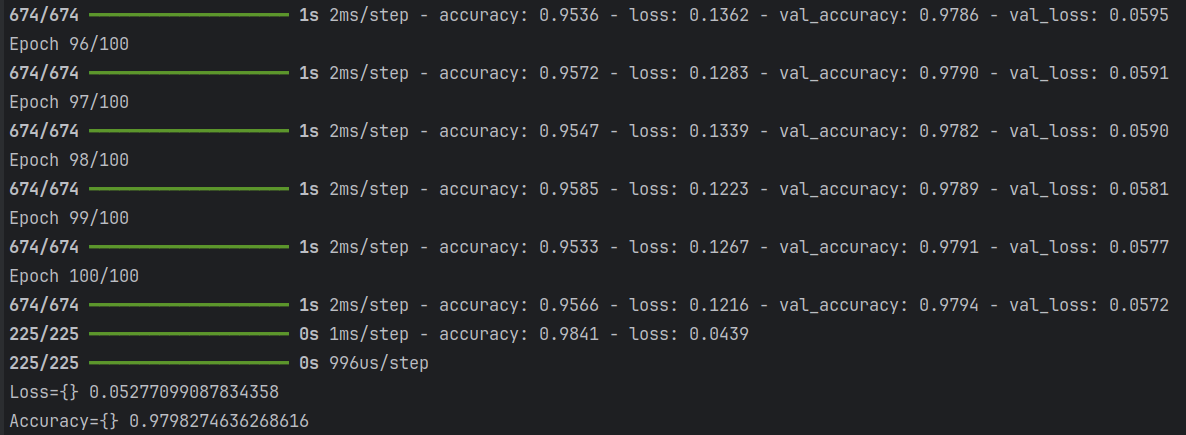 674/674 ━━━━━━━━━━━━━━━━━━━━ 1s 2ms/step - accuracy: 0.9536 - loss: 0.1362 - val_accuracy: 0.9786 - val_loss: 0.0595
Epoch 96/100
674/674 ━━━━━━━━━━━━━━━━━━━━ 1s 2ms/step - accuracy: 0.9572 - loss: 0.1283 - val_accuracy: 0.9790 - val_loss: 0.0591
Epoch 97/100
674/674 ━━━━━━━━━━━━━━━━━━━━ 1s 2ms/step - accuracy: 0.9547 - loss: 0.1339 - val_accuracy: 0.9782 - val_loss: 0.0590
Epoch 98/100
674/674 ━━━━━━━━━━━━━━━━━━━━ 1s 2ms/step - accuracy: 0.9585 - loss: 0.1223 - val_accuracy: 0.9789 - val_loss: 0.0581
Epoch 99/100
674/674 ━━━━━━━━━━━━━━━━━━━━ 1s 2ms/step - accuracy: 0.9533 - loss: 0.1267 - val_accuracy: 0.9791 - val_loss: 0.0577
Epoch 100/100
674/674 ━━━━━━━━━━━━━━━━━━━━ 1s 2ms/step - accuracy: 0.9566 - loss: 0.1216 - val_accuracy: 0.9794 - val_loss: 0.0572
225/225 ━━━━━━━━━━━━━━━━━━━━ 0s 1ms/step - accuracy: 0.9841 - loss: 0.0439
225/225 ━━━━━━━━━━━━━━━━━━━━ 0s 996us/step
Loss={} 0.05277099087834358
Accuracy={} 0.9798274636268616